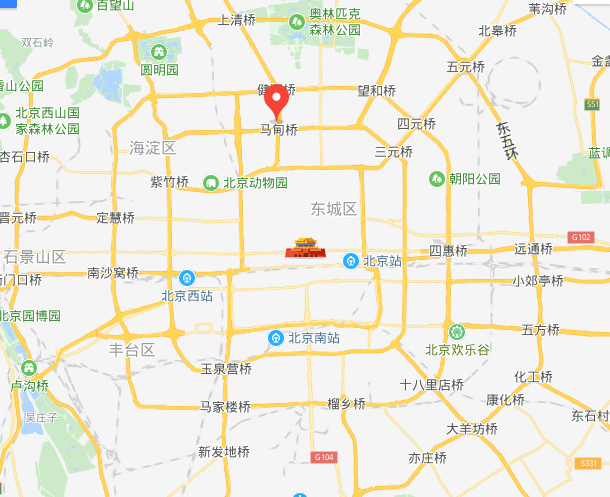 百望山
上清桥
奥林匹克
森林公园
苇沟桥
北皋桥
双石岭
圆明园
五元桥
望和桥
香山公园
S51
北京西山国
家森林公园
马甸桥
四元桥
东五环
海淀区
三元桥
杏石口桥
紫竹桥
北京动物园
朝阳公园
东城区
晋元桥
定慧桥
G102
石景山区
北京站
四惠桥
远通桥
南沙窝桥
小郊亭桥
北京西站
北京园博园
五方桥
北京南站
丰台区
北京欢乐谷
玉泉营桥
卢沟桥
十八里店桥
化工桥
康化桥
马家楼桥
榴乡桥
吴庄子
东石村
大羊坊桥
新发地桥
G104
亦庄桥
S331